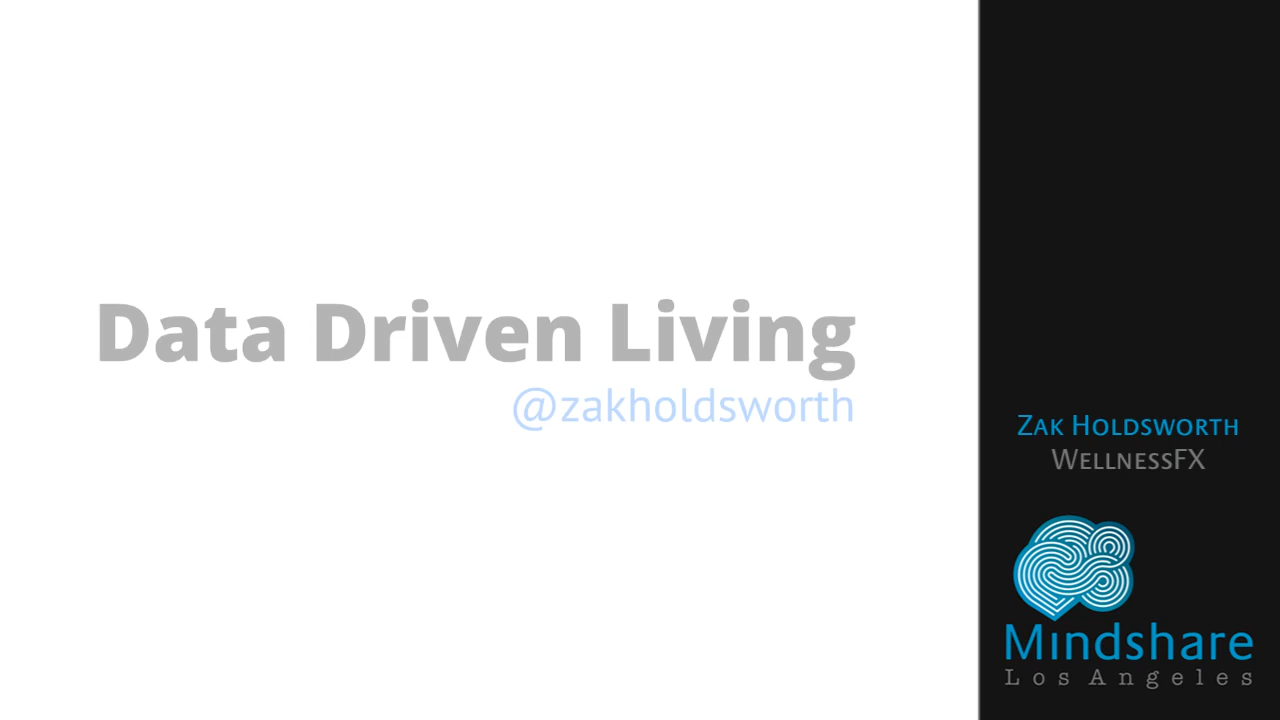 Data Driven Living
@zakholdsworth
Zak Holdsworth
WellnessFX
Mindshare
Los Angeles